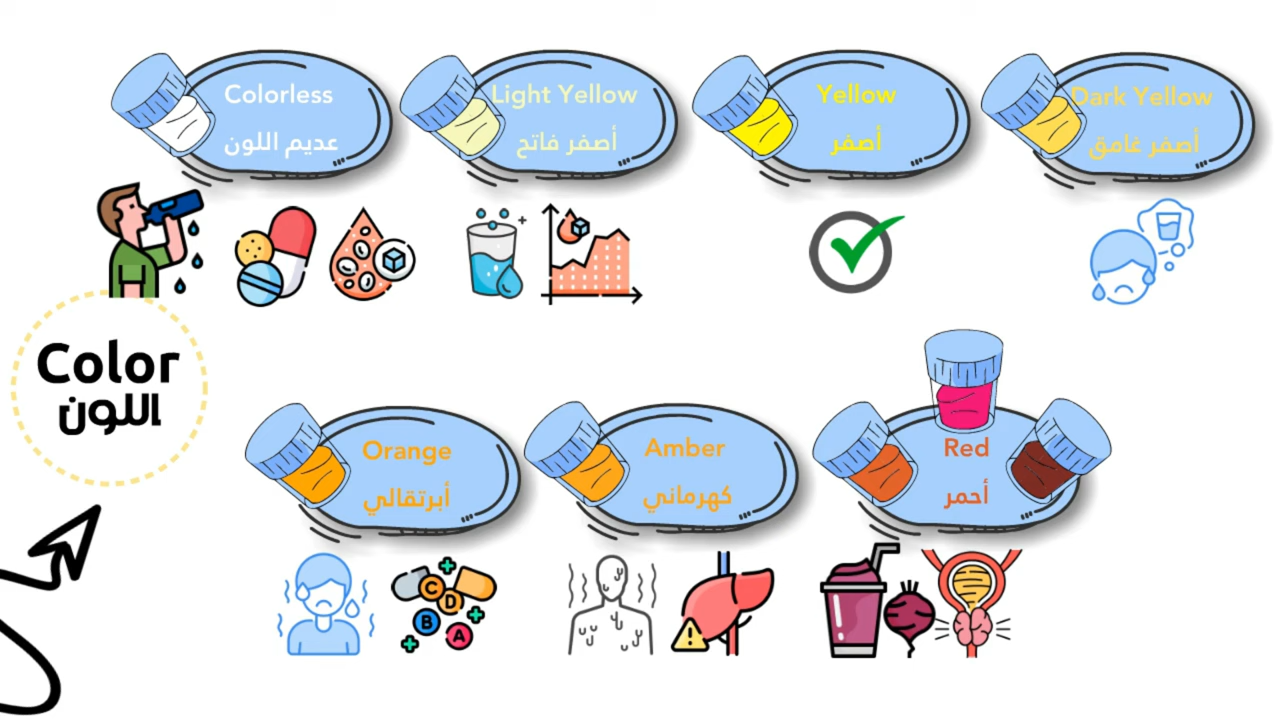 Colorless
عديم اللون
Light Yellow
أصفر فاتح
Yellow
أصفر
Dark Yellow
أصفر غامق
Color
اللون
Orange
أبرتقالي
Amber
كهرماني
Red
أحمر
C
D
B
A